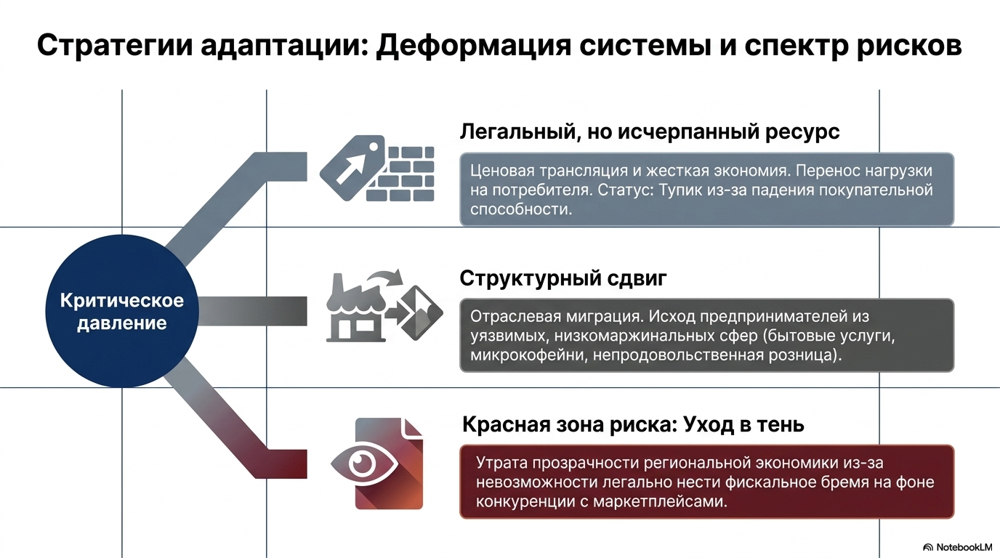 Стратегии адаптации: Деформация системы и спектр рисков
Критическое
давление
Легальный, но исчерпанный ресурс
Ценовая трансляция и жесткая экономия. Перенос нагрузки
на потребителя. Статус: Тупик из-за падения покупательной
способности.
Структурный сдвиг
Отраслевая миграция. Исход предпринимателей из
уязвимых, низкомаржинальных сфер (бытовые услуги,
микрокофейни, непродовольственная розница).
Красная зона риска: Уход в тень
Утрата прозрачности региональной экономики из-за
невозможности легально нести фискальное бремя на фоне
конкуренции с маркетплейсами.
NotebookLM